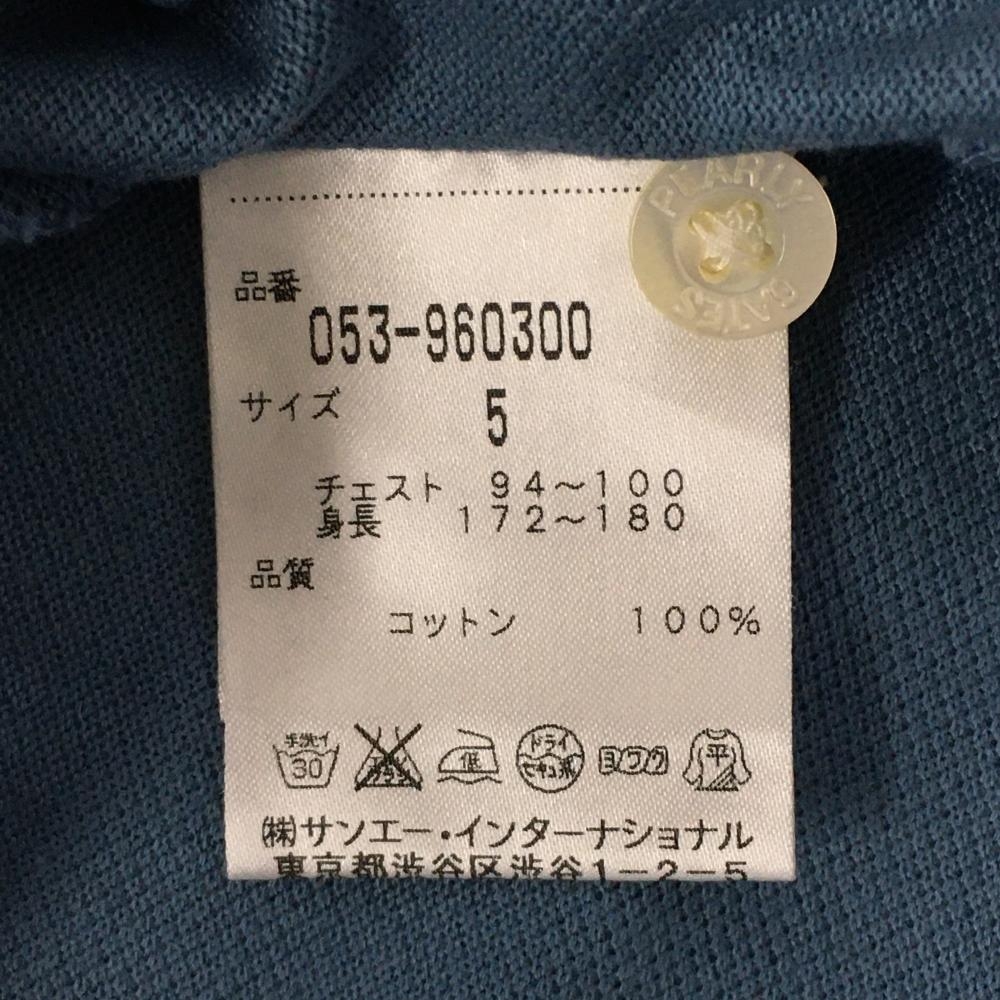 PEARLY
GATES
品番
053-960300
サイズ 5
チェスト 94~100
身長 172~180
品質
コットン 100%
手洗イ 30 低 ドライ セキユ系 ヨワク 平
(株)サンエー・インターナショナル
東京都渋谷区渋谷1-2-5